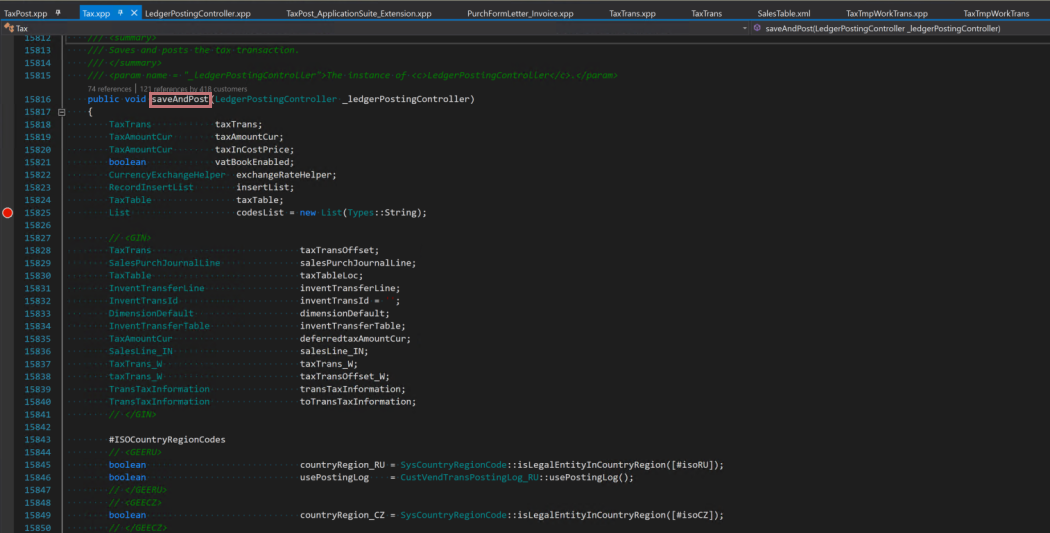 TaxPost.xpp Tax.xpp LedgerPostingController.xpp TaxPost_ApplicationSuite_Extension.xpp PurchFormLetter_Invoice.xpp TaxTrans.xpp TaxTrans SalesTable.xml TaxTmpWorkTrans.xpp TaxTmpWorkTrans
Tax saveAndPost(LedgerPostingController _ledgerPostingController)
15812 /// <summary>
15813 /// Saves and posts the tax transaction.
15814 /// </summary>
15815 /// <param name = "_ledgerPostingController">The instance of <c>LedgerPostingController</c>.</param>
74 references | 121 references by 418 customers
15816 public void saveAndPost(LedgerPostingController _ledgerPostingController)
15817 {
15818 TaxTrans taxTrans;
15819 TaxAmountCur taxAmountCur;
15820 TaxAmountCur taxInCostPrice;
15821 boolean vatBookEnabled;
15822 CurrencyExchangeHelper exchangeRateHelper;
15823 RecordInsertList insertList;
15824 TaxTable taxTable;
15825 List codesList = new List(Types::String);
15826
15827 // <GIN>
15828 TaxTrans taxTransOffset;
15829 SalesPurchJournalLine salesPurchJournalLine;
15830 TaxTable taxTableLoc;
15831 InventTransferLine inventTransferLine;
15832 InventTransId inventTransId = ;
15833 DimensionDefault dimensionDefault;
15834 InventTransferTable inventTransferTable;
15835 TaxAmountCur deferredtaxAmountCur;
15836 SalesLine_IN salesLine_IN;
15837 TaxTrans_W taxTrans_W;
15838 taxTrans_W taxTransOffset_W;
15839 TransTaxInformation transTaxInformation;
15840 TransTaxInformation toTransTaxInformation;
15841 // </GIN>
15842
15843 #ISOCountryRegionCodes
15844 // <GEERU>
15845 boolean countryRegion_RU = SysCountryRegionCode::isLegalEntityInCountryRegion([#isoRU]);
15846 boolean usePostingLog = CustVendTransPostingLog_RU::usePostingLog();
15847 // </GEERU>
15848 // <GEECZ>
15849 boolean countryRegion_CZ = SysCountryRegionCode::isLegalEntityInCountryRegion([#isoCZ]);
15850 // </GEECZ>